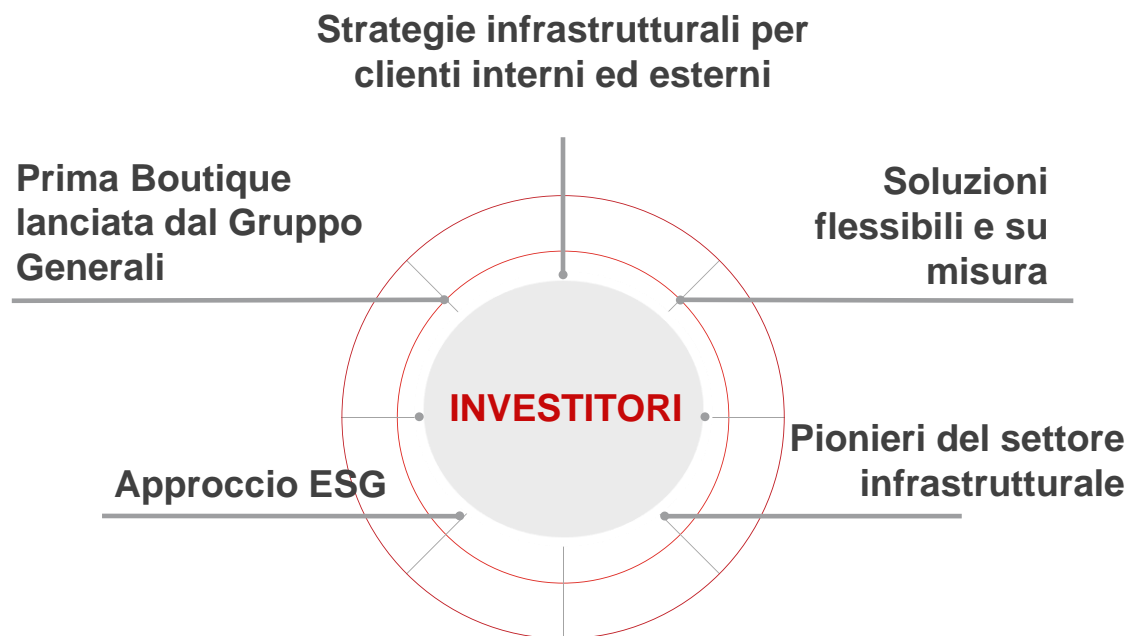 Strategie infrastrutturali per
clienti interni ed esterni
Prima Boutique
lanciata dal Gruppo
Generali
Soluzioni
flessibili e su
misura
INVESTITORI
Approccio ESG
Pionieri del settore
infrastrutturale